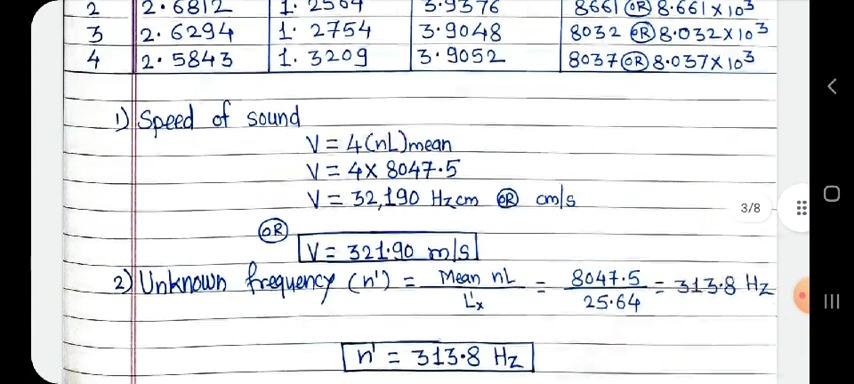 2 2.6812 1.2564 3.9376 8661 OR 8.661×10³
3 2.6294 1.2754 3.9048 8032 OR 8.032×10³
4 2.5843 1.3209 3.9052 8037 OR 8.037×10³
1) Speed of sound
V = 4(nL)mean
V = 4× 8047.5
V = 32,190 Hzcm OR cm/s
3/8
OR
V = 321.90 m/s
2) Unknown frequency (n') = Mean nL / L'x = 8047.5 / 25.64 = 313.8 Hz
n' = 313.8 Hz